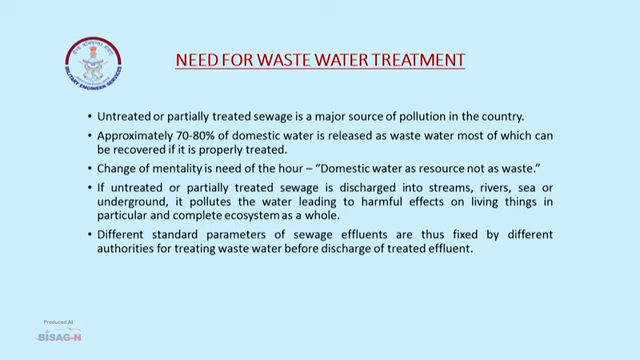 MILITARY ENGINEER SERVICES
NEED FOR WASTE WATER TREATMENT
• Untreated or partially treated sewage is a major source of pollution in the country.
• Approximately 70-80% of domestic water is released as waste water most of which can
be recovered if it is properly treated.
• Change of mentality is need of the hour – “Domestic water as resource not as waste.”
• If untreated or partially treated sewage is discharged into streams, rivers, sea or
underground, it pollutes the water leading to harmful effects on living things in
particular and complete ecosystem as a whole.
• Different standard parameters of sewage effluents are thus fixed by different
authorities for treating waste water before discharge of treated effluent.
Produced At
BISAG-N